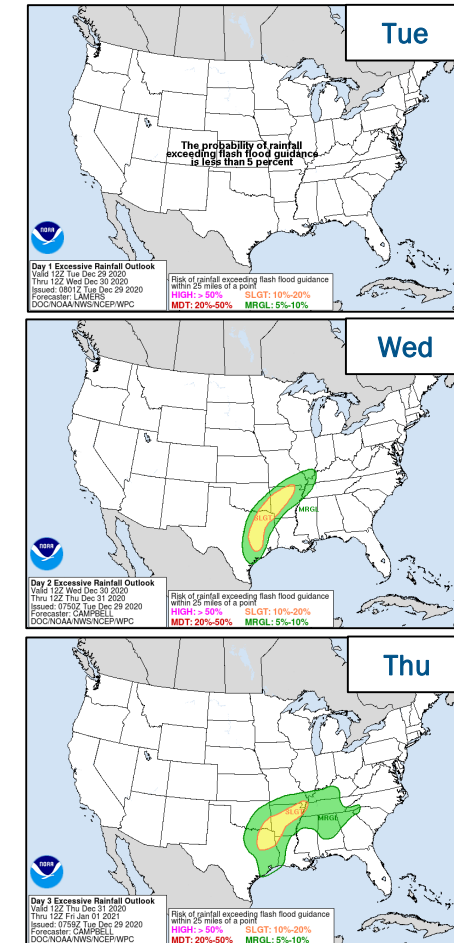 Tue
The probability of rainfall
exceeding flash flood guidance
is less than 5 percent
NOAA
Day 1 Excessive Rainfall Outlook
Valid 12Z Tue Dec 29 2020
Thru 12Z Wed Dec 30 2020
Issued: 0801Z Tue Dec 29 2020
Forecaster: LAMERS
DOC/NOAA/NWS/NCEP/WPC
Risk of rainfall exceeding flash flood guidance
within 25 miles of a point
HIGH: > 50% SLGT: 10%-20%
MDT: 20%-50% MRGL: 5%-10%
Wed
SLGT
MRGL
NOAA
Day 2 Excessive Rainfall Outlook
Valid 12Z Wed Dec 30 2020
Thru 12Z Thu Dec 31 2020
Issued: 0750Z Tue Dec 29 2020
Forecaster: CAMPBELL
DOC/NOAA/NWS/NCEP/WPC
Risk of rainfall exceeding flash flood guidance
within 25 miles of a point
HIGH: > 50% SLGT: 10%-20%
MDT: 20%-50% MRGL: 5%-10%
Thu
SLGT
MRGL
NOAA
Day 3 Excessive Rainfall Outlook
Valid 12Z Thu Dec 31 2020
Thru 12Z Fri Jan 01 2021
Issued: 0759Z Tue Dec 29 2020
Forecaster: CAMPBELL
DOC/NOAA/NWS/NCEP/WPC
Risk of rainfall exceeding flash flood guidance
within 25 miles of a point
HIGH: > 50% SLGT: 10%-20%
MDT: 20%-50% MRGL: 5%-10%